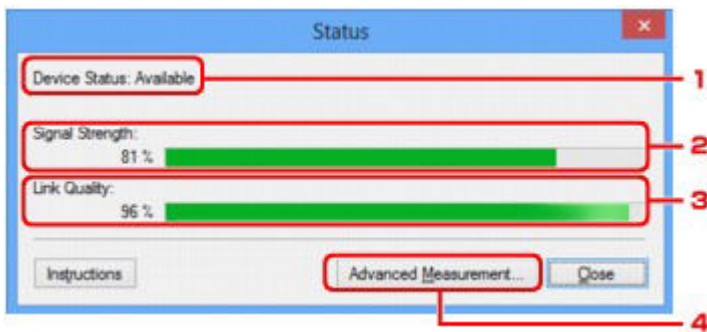 Status
Device Status: Available
1
Signal Strength:
81 %
2
Link Quality:
96 %
3
Instructions
Advanced Measurement...
Close
4